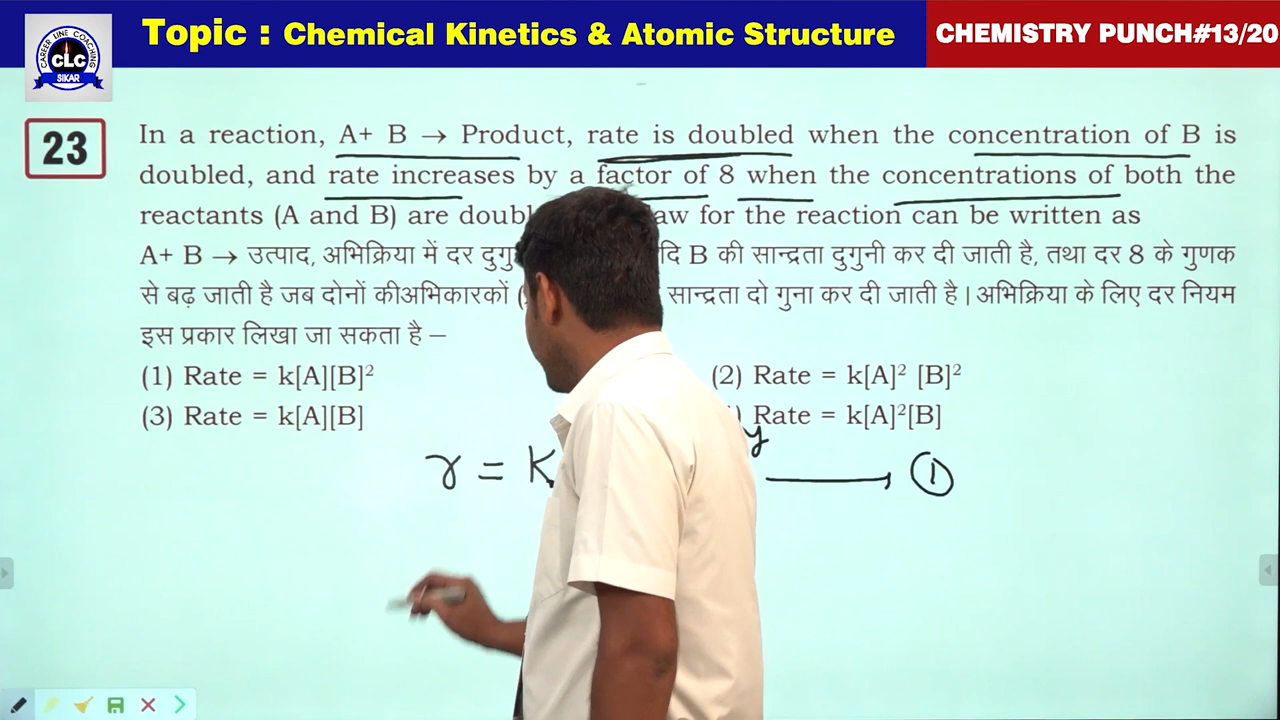 Topic : Chemical Kinetics & Atomic Structure
CHEMISTRY PUNCH#13/20
CAREER LINE COACHING
CLC
SIKAR
23
In a reaction, A+ B → Product, rate is doubled when the concentration of B is
doubled, and rate increases by a factor of 8 when the concentrations of both the
reactants (A and B) are for the reaction can be written as
A+ B → उत्पाद, अभिक्रिया में दर B की सान्द्रता दुगुनी कर दी जाती है, तथा दर 8 के गुणक
से बढ़ जाती है जब दोनों कीअभिकारकों सान्द्रता दो गुना कर दी जाती है। अभिक्रिया के लिए दर नियम
इस प्रकार लिखा जा सकता है –
(1) Rate = k[A][B]² (2) Rate = k[A]² [B]²
(3) Rate = k[A][B] Rate = k[A]²[B]
r = K y → ①